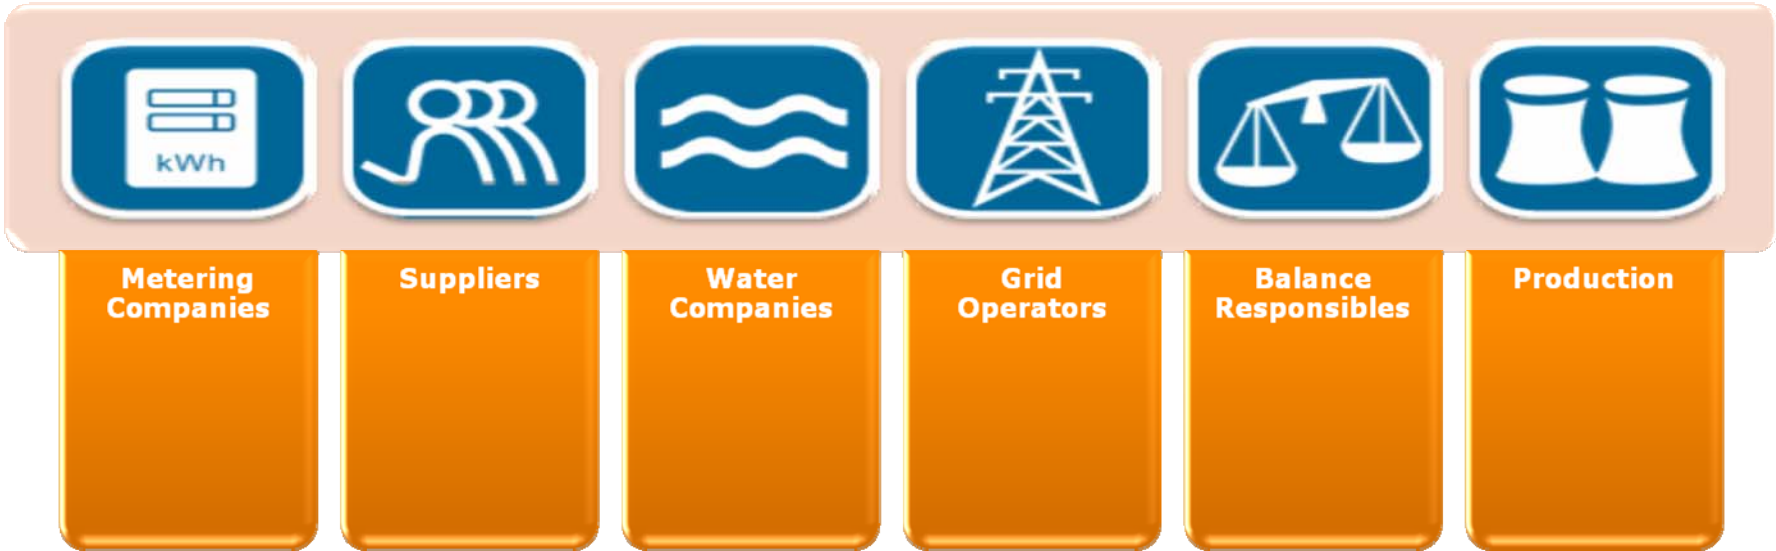 kWh
Metering
Companies
Suppliers
Water
Companies
Grid
Operators
Balance
Responsibles
Production